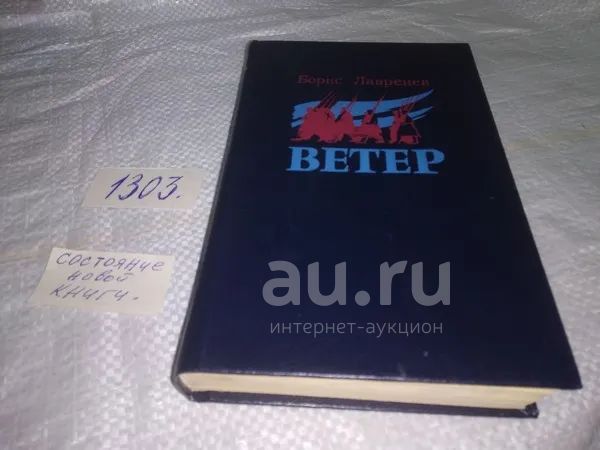 Борис Лавренев
ВЕТЕР
1303.
состояние
новой
книги.
au.ru
интернет-аукцион